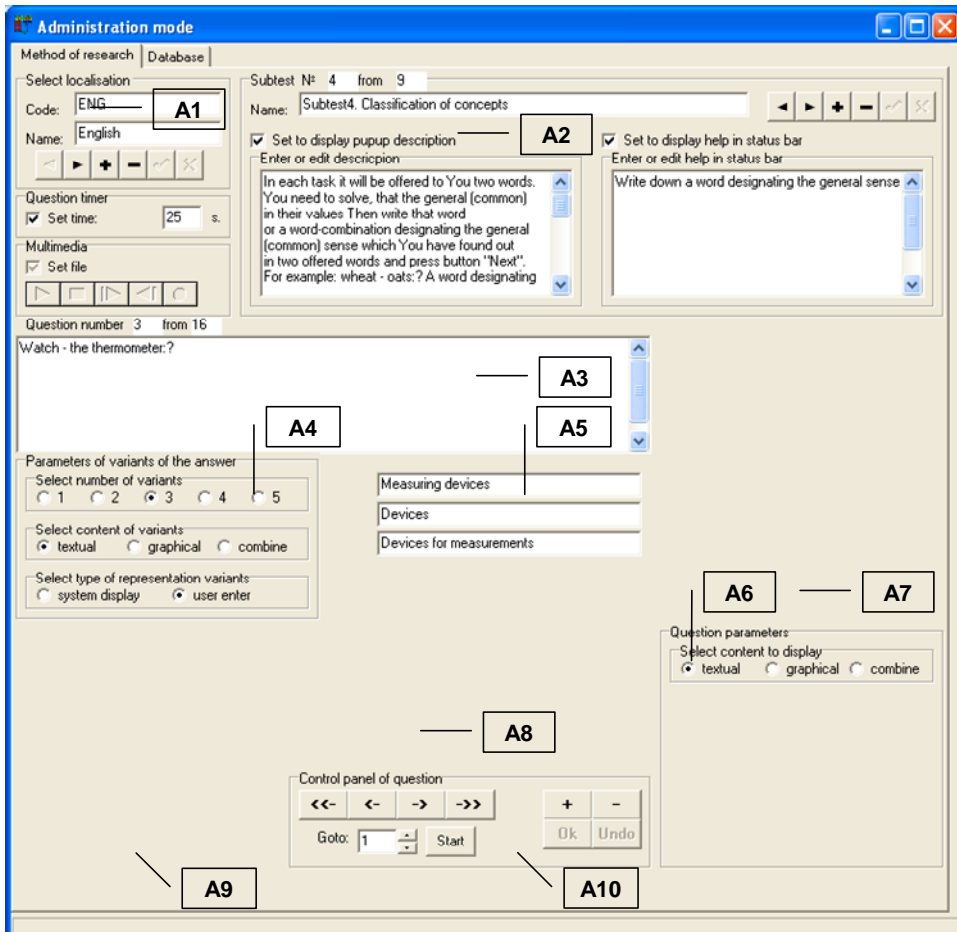 Administration mode
Method of research Database
Select localisation
Code: ENG
Name: English
Question timer
Set time: 25 s.
Multimedia
Set file
Subtest № 4 from 9
Name: Subtest4. Classification of concepts
Set to display pupup description
Enter or edit descricpion
In each task it will be offered to You two words.
You need to solve, that the general (common)
in their values Then write that word
or a word-combination designating the general
(common) sense which You have found out
in two offered words and press button "Next".
For example: wheat - oats:? A word designating
Set to display help in status bar
Enter or edit help in status bar
Write down a word designating the general sense
A1
A2
Question number 3 from 16
Watch - the thermometer:?
A3
A4
A5
Parameters of variants of the answer
Select number of variants
1 2 3 4 5
Select content of variants
textual graphical combine
Select type of representation variants
system display user enter
Measuring devices
Devices
Devices for measurements
A6
A7
Question parameters
Select content to display
textual graphical combine
A8
Control panel of question
<<- <- -> ->> + -
Goto: 1 Start Ok Undo
A9
A10